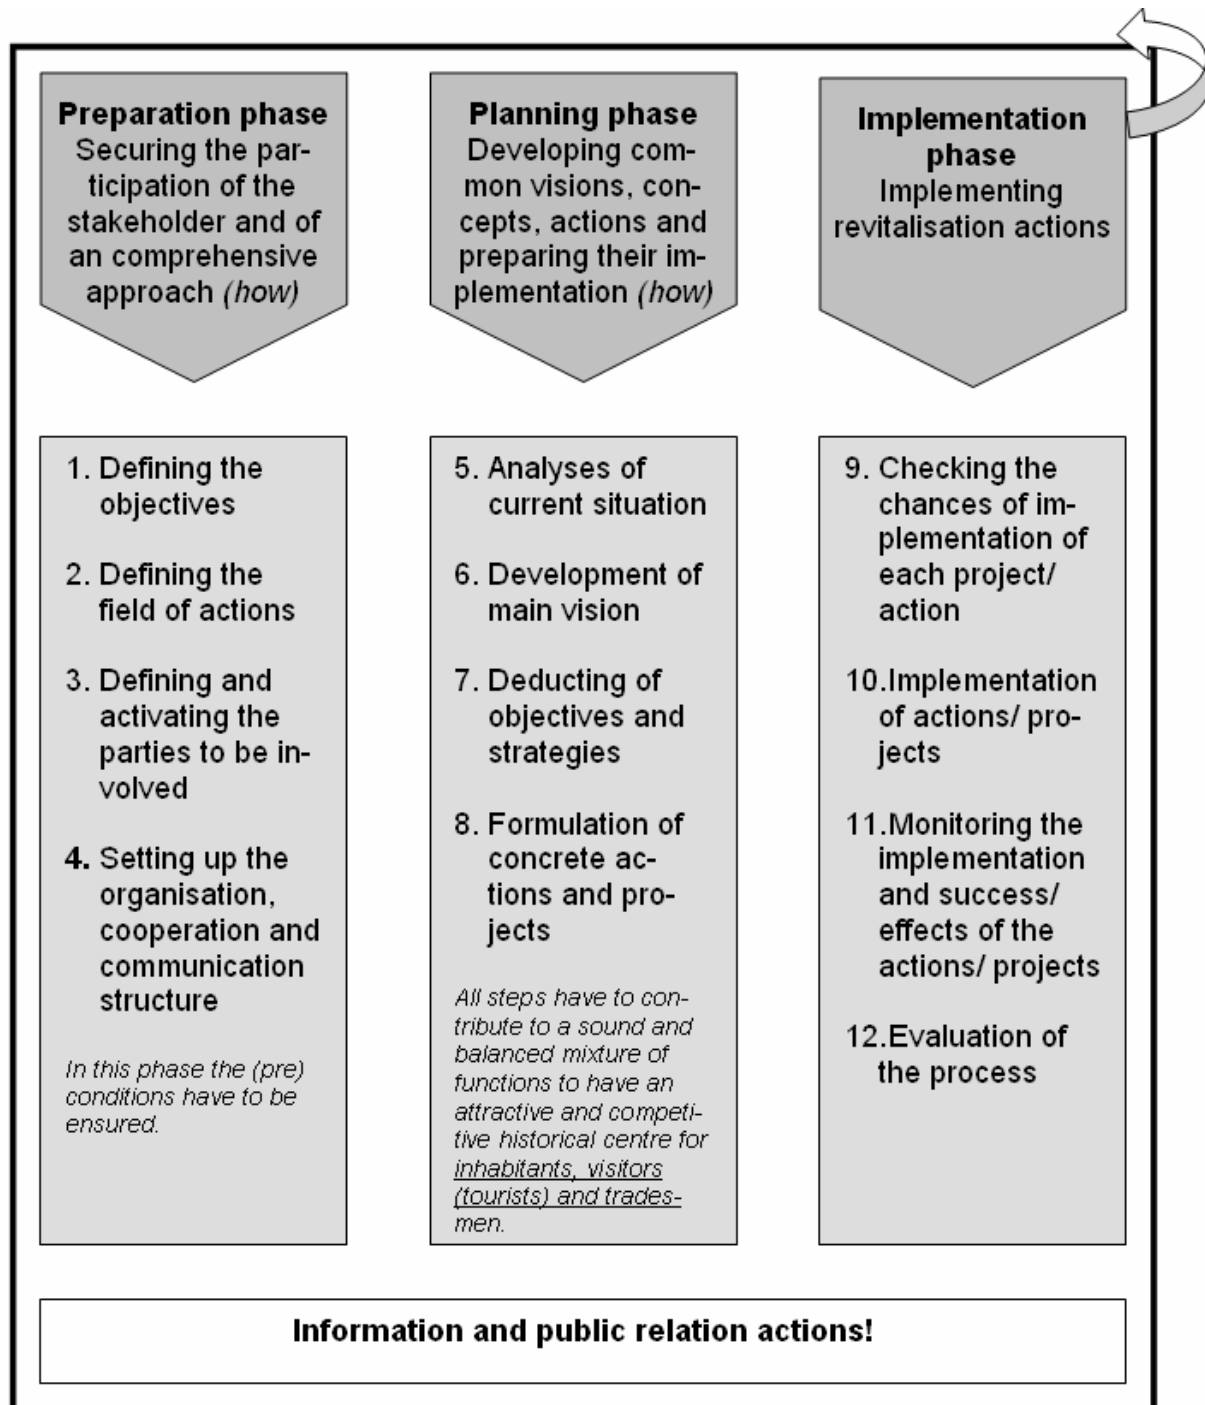 Preparation phase
Securing the par-
ticipation of the
stakeholder and of
an comprehensive
approach (how)
Planning phase
Developing com-
mon visions, con-
cepts, actions and
preparing their im-
plementation (how)
Implementation
phase
Implementing
revitalisation actions
1. Defining the
objectives
2. Defining the
field of actions
3. Defining and
activating the
parties to be in-
volved
4. Setting up the
organisation,
cooperation and
communication
structure
In this phase the (pre)
conditions have to be
ensured.
5. Analyses of
current situation
6. Development of
main vision
7. Deducting of
objectives and
strategies
8. Formulation of
concrete ac-
tions and pro-
jects
All steps have to con-
tribute to a sound and
balanced mixture of
functions to have an
attractive and competi-
tive historical centre for
inhabitants, visitors
(tourists) and trades-
men.
9. Checking the
chances of im-
plementation of
each project/
action
10.Implementation
of actions/ pro-
jects
11.Monitoring the
implementation
and success/
effects of the
actions/ projects
12.Evaluation of
the process
Information and public relation actions!